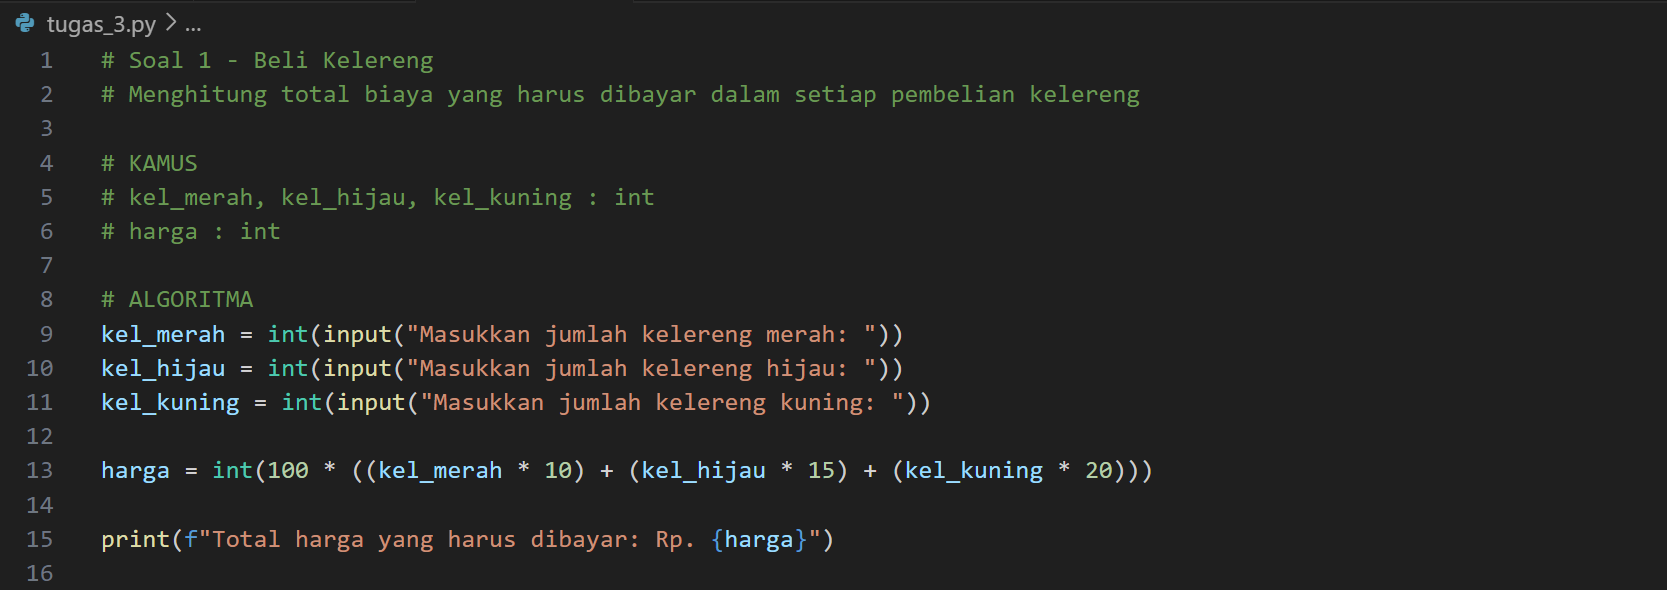 tugas_3.py > ...
1 # Soal 1 - Beli Kelereng
2 # Menghitung total biaya yang harus dibayar dalam setiap pembelian kelereng
3
4 # KAMUS
5 # kel_merah, kel_hijau, kel_kuning : int
6 # harga : int
7
8 # ALGORITMA
9 kel_merah = int(input("Masukkan jumlah kelereng merah: "))
10 kel_hijau = int(input("Masukkan jumlah kelereng hijau: "))
11 kel_kuning = int(input("Masukkan jumlah kelereng kuning: "))
12
13 harga = int(100 * ((kel_merah * 10) + (kel_hijau * 15) + (kel_kuning * 20)))
14
15 print(f"Total harga yang harus dibayar: Rp. {harga}")
16